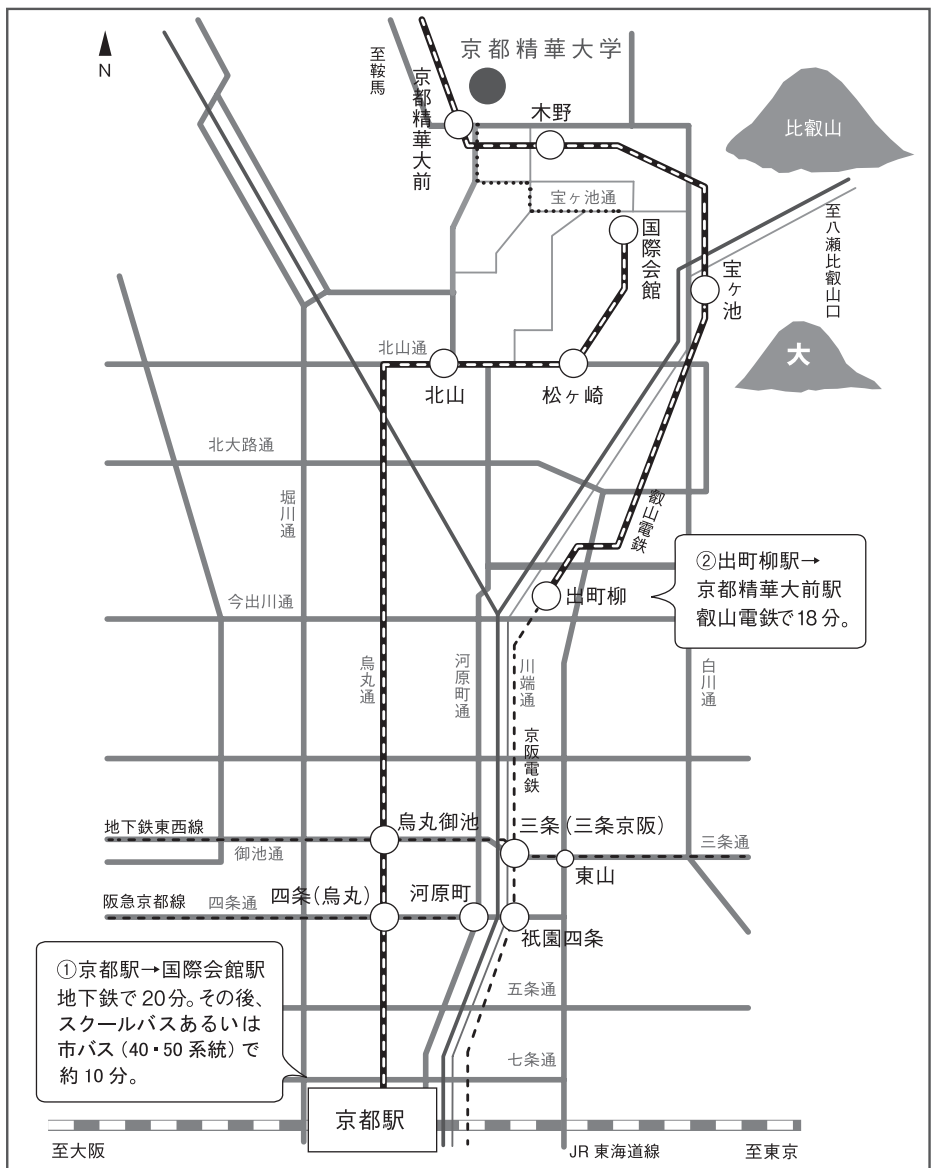 N
至鞍馬
京都精華大学
京都精華大前
木野
比叡山
宝ヶ池通
国際会館
宝ヶ池
至八瀬比叡山口
大
北山通
北山
松ヶ崎
北大路通
堀川通
叡山電鉄
②出町柳駅→
京都精華大前駅
叡山電鉄で18分。
出町柳
今出川通
烏丸通
河原町通
川端通
白川通
京阪電鉄
地下鉄東西線
烏丸御池
三条(三条京阪)
三条通
御池通
東山
阪急京都線
四条通
四条(烏丸)
河原町
祇園四条
①京都駅→国際会館駅
地下鉄で20分。その後、
スクールバスあるいは
市バス(40・50系統)で
約10分。
五条通
七条通
京都駅
至大阪
JR東海道線
至東京